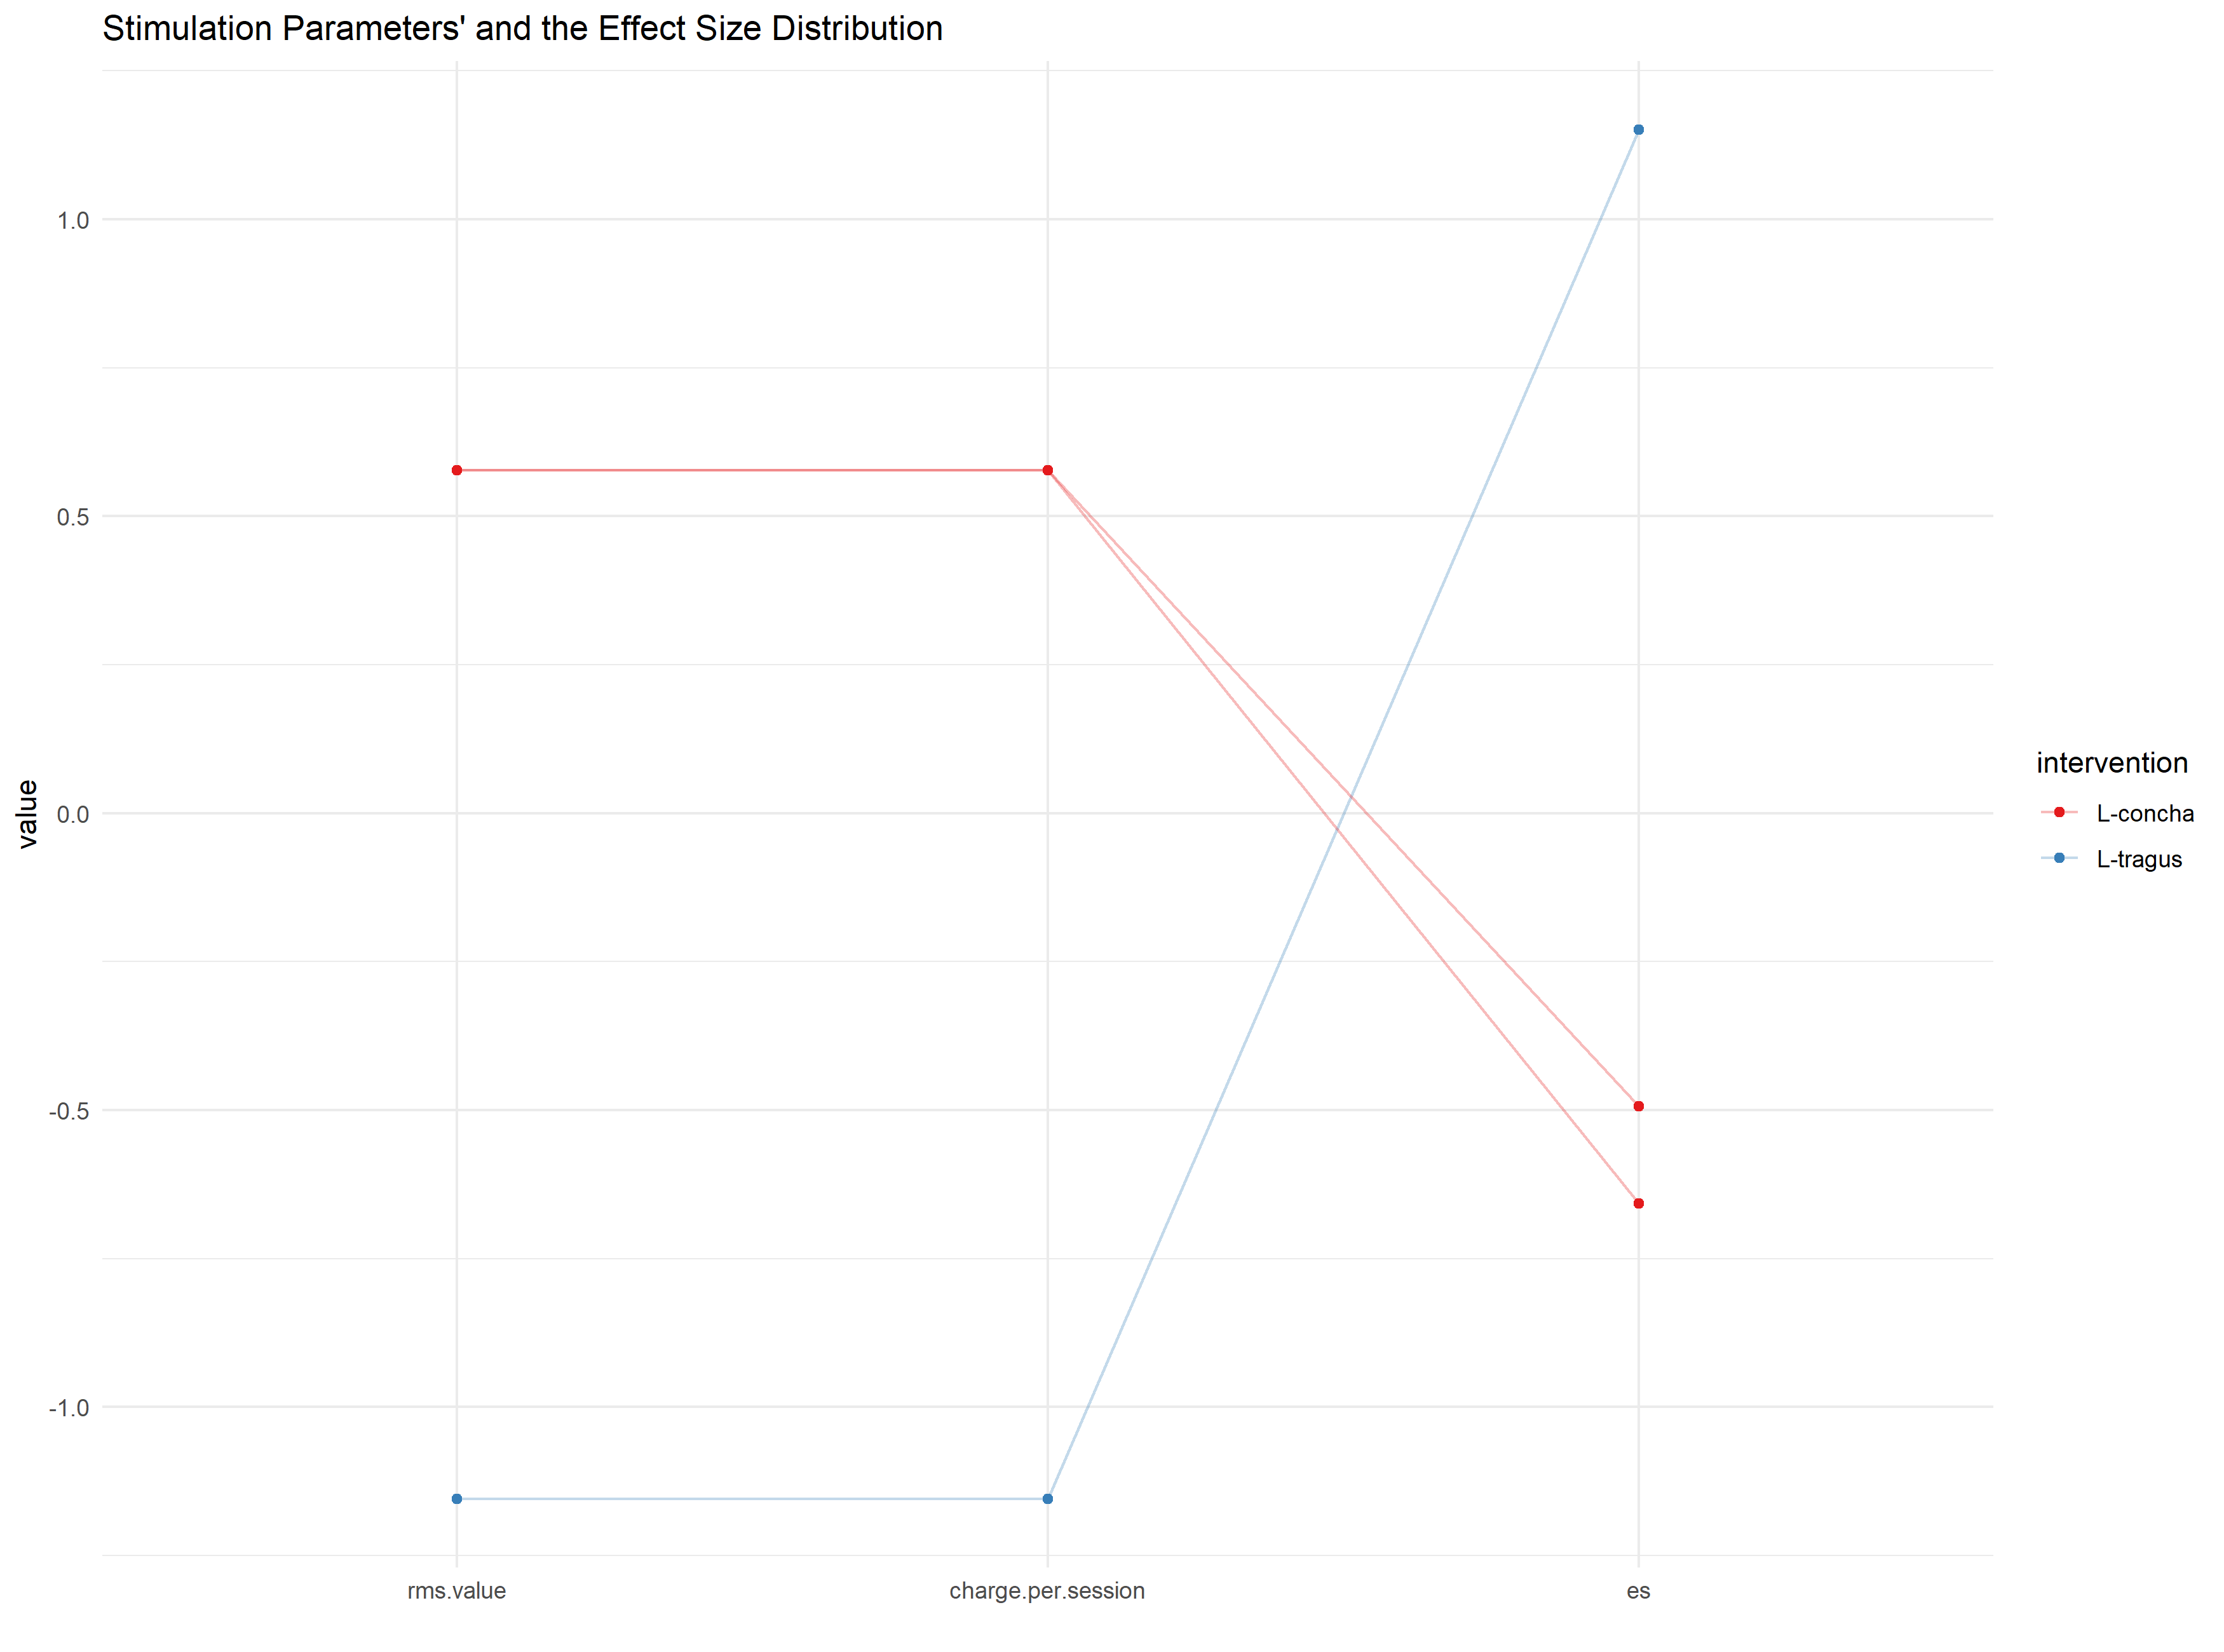 Stimulation Parameters' and the Effect Size Distribution
1.0
0.5
0.0
-0.5
-1.0
value
rms.value
charge.per.session
es
intervention
L-concha
L-tragus